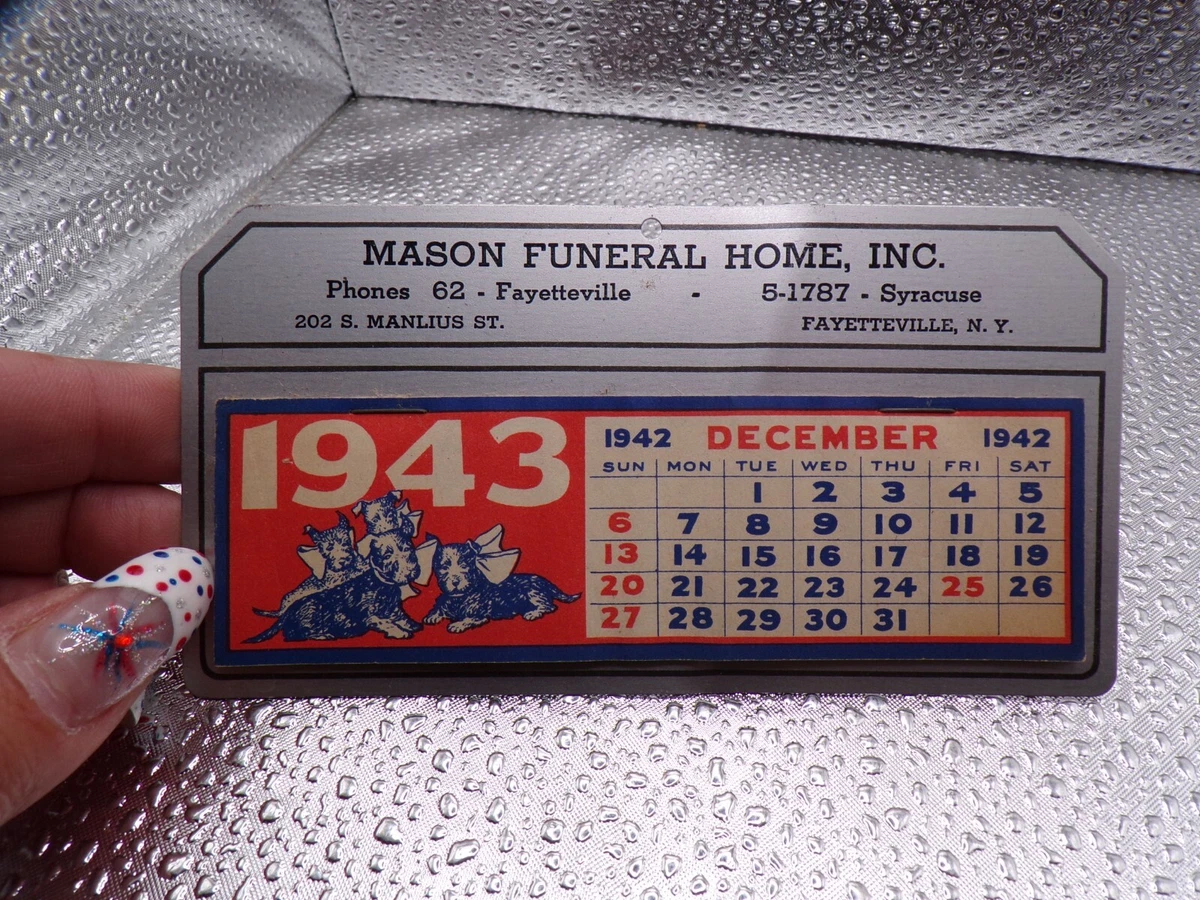 MASON FUNERAL HOME, INC.
Phones 62 - Fayetteville - 5-1787 - Syracuse
202 S. MANLIUS ST. FAYETTEVILLE, N. Y.
1943
1942 DECEMBER 1942
SUN MON TUE WED THU FRI SAT
1 2 3 4 5
6 7 8 9 10 11 12
13 14 15 16 17 18 19
20 21 22 23 24 25 26
27 28 29 30 31